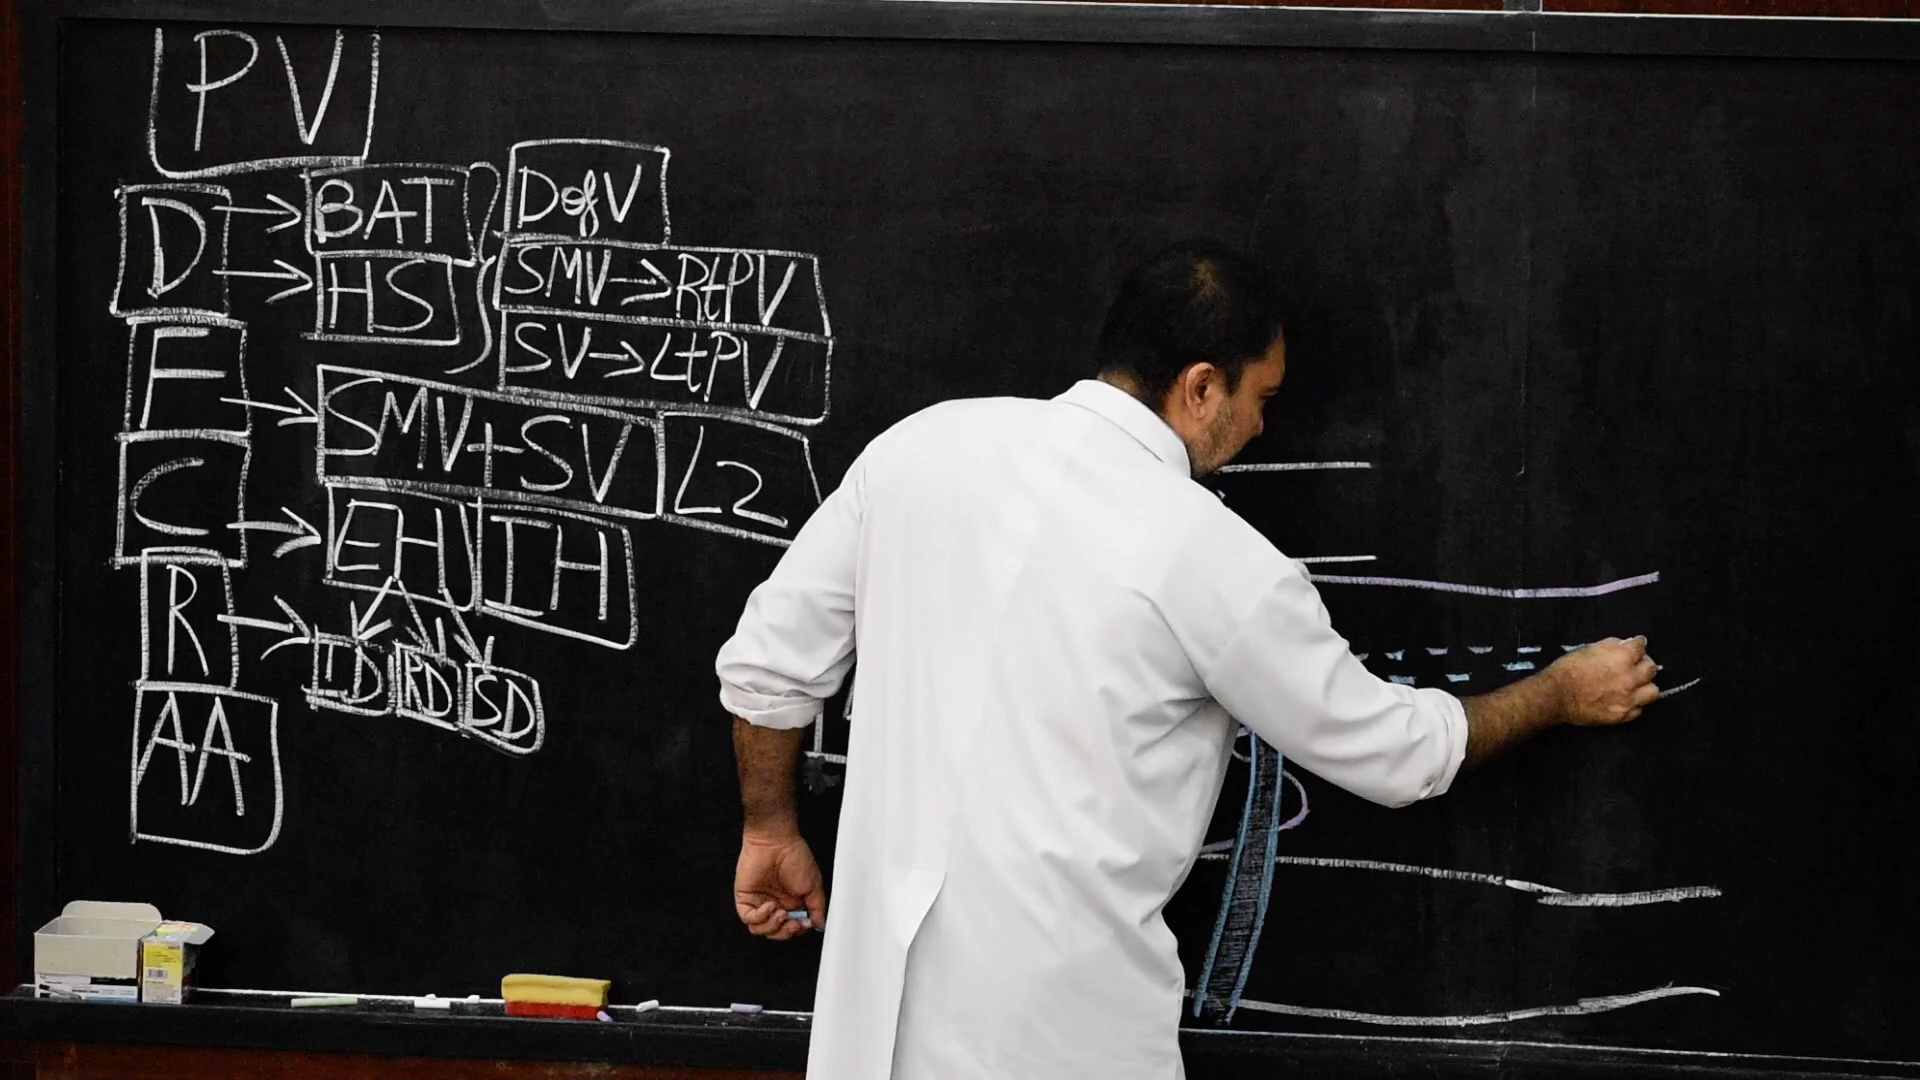 PV
D → BAT
→ HS
DofV
SMV → RtPV
SV → LtPV
F → SMV + SV L2
C → EH IH
R → ID RD SD
AA